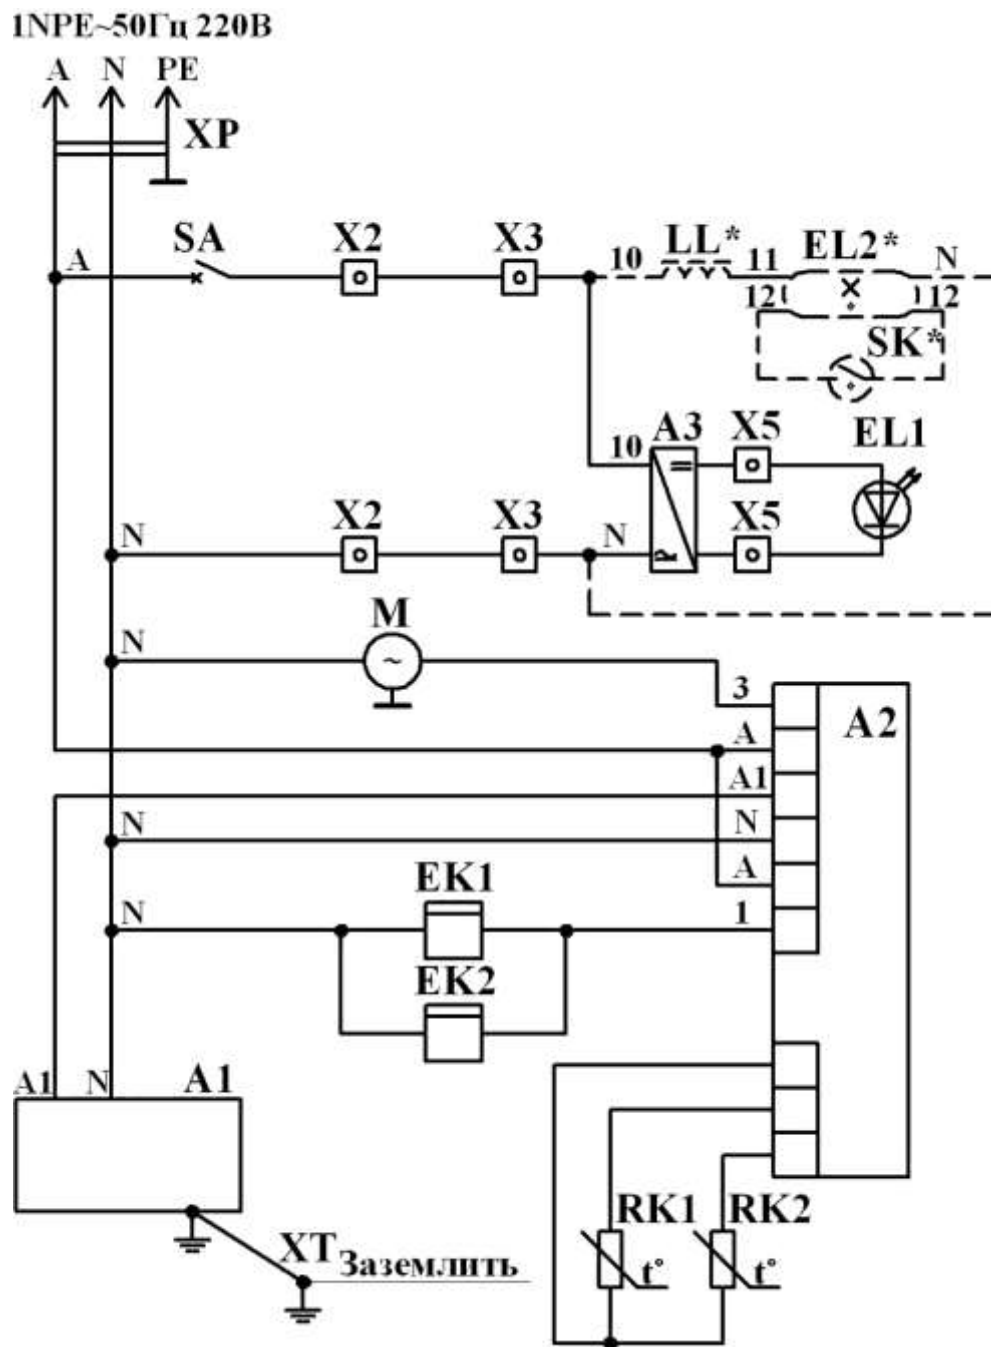 1NPE~50Гц 220В
A N PE
XP
A SA X2 X3 10 LL* 11 EL2* N
12 12
SK*
10 A3 X5 EL1
N X2 X3 N X5
N M 3
A A2
A1
N N
A
EK1
N 1
EK2
A1 N A1
RK1 RK2
XT Заземлить
t° t°